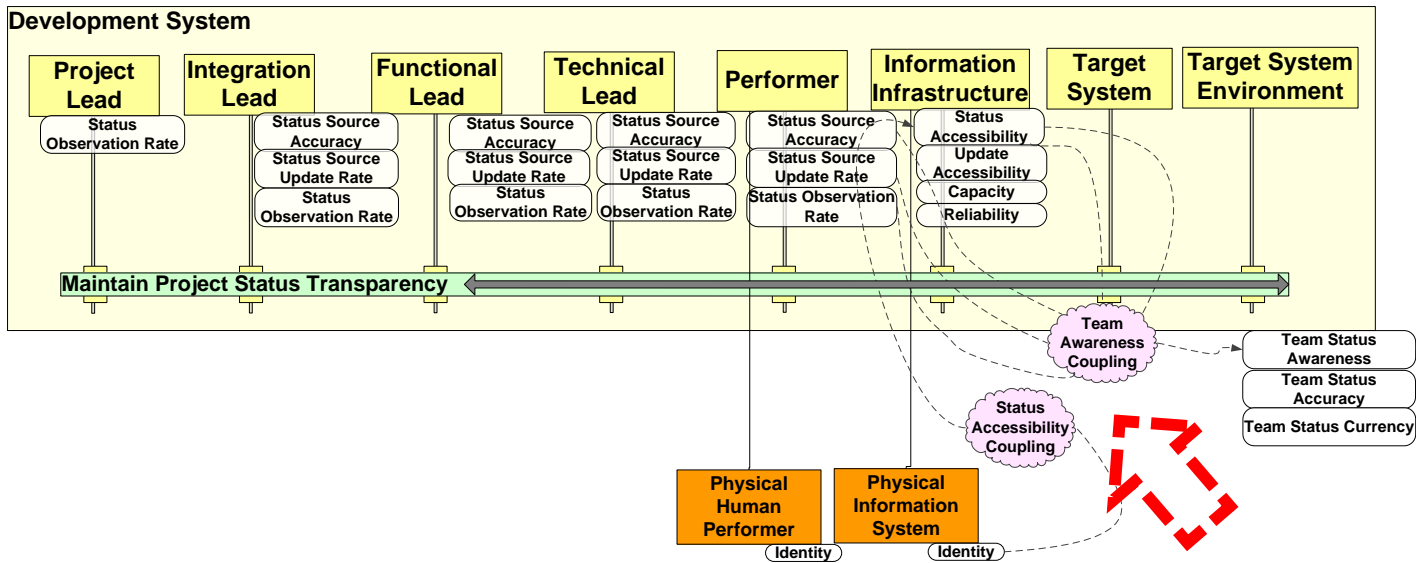 Development System
Project
Lead
Integration
Lead
Functional
Lead
Technical
Lead
Performer
Information
Infrastructure
Target
System
Target System
Environment
Status
Observation Rate
Status Source
Accuracy
Status Source
Update Rate
Status
Observation Rate
Status Source
Accuracy
Status Source
Update Rate
Status
Observation Rate
Status Source
Accuracy
Status Source
Update Rate
Status
Observation Rate
Status Source
Accuracy
Status Source
Update Rate
Status Observation
Rate
Status
Accessibility
Update
Accessibility
Capacity
Reliability
Maintain Project Status Transparency
Team
Awareness
Coupling
Team Status
Awareness
Team Status
Accuracy
Team Status Currency
Status
Accessibility
Coupling
Physical
Human
Performer
Identity
Physical
Information
System
Identity